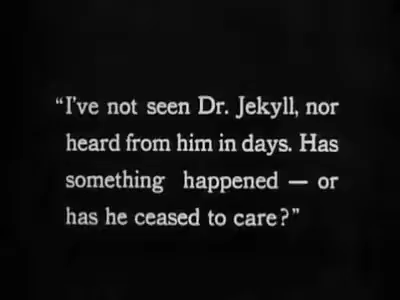 "I've not seen Dr. Jekyll, nor
heard from him in days. Has
something happened — or
has he ceased to care?"